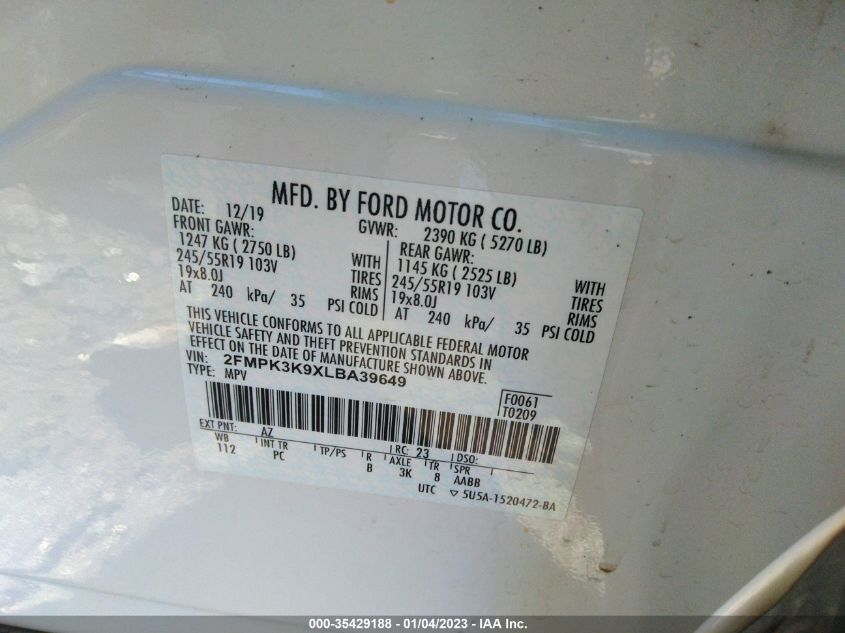 MFD. BY FORD MOTOR CO.
DATE: 12/19 GVWR: 2390 KG ( 5270 LB)
FRONT GAWR: REAR GAWR:
1247 KG ( 2750 LB) WITH 1145 KG ( 2525 LB) WITH
245/55R19 103V TIRES 245/55R19 103V TIRES
19x8.0J RIMS 19x8.0J RIMS
AT 240 kPa/ 35 PSI COLD AT 240 kPa/ 35 PSI COLD
THIS VEHICLE CONFORMS TO ALL APPLICABLE FEDERAL MOTOR
VEHICLE SAFETY AND THEFT PREVENTION STANDARDS IN
EFFECT ON THE DATE OF MANUFACTURE SHOWN ABOVE.
VIN: 2FMPK3K9XLBA39649
TYPE: MPV
F0061
T0209
EXT PNT: AZ RC: 23 DSO:
WB INT TR TP/PS R AXLE TR SPR
112 PC B 3K 8 AABB
UTC ▽ 5U5A-1520472-BA
000-35429188 - 01/04/2023 - IAA Inc.